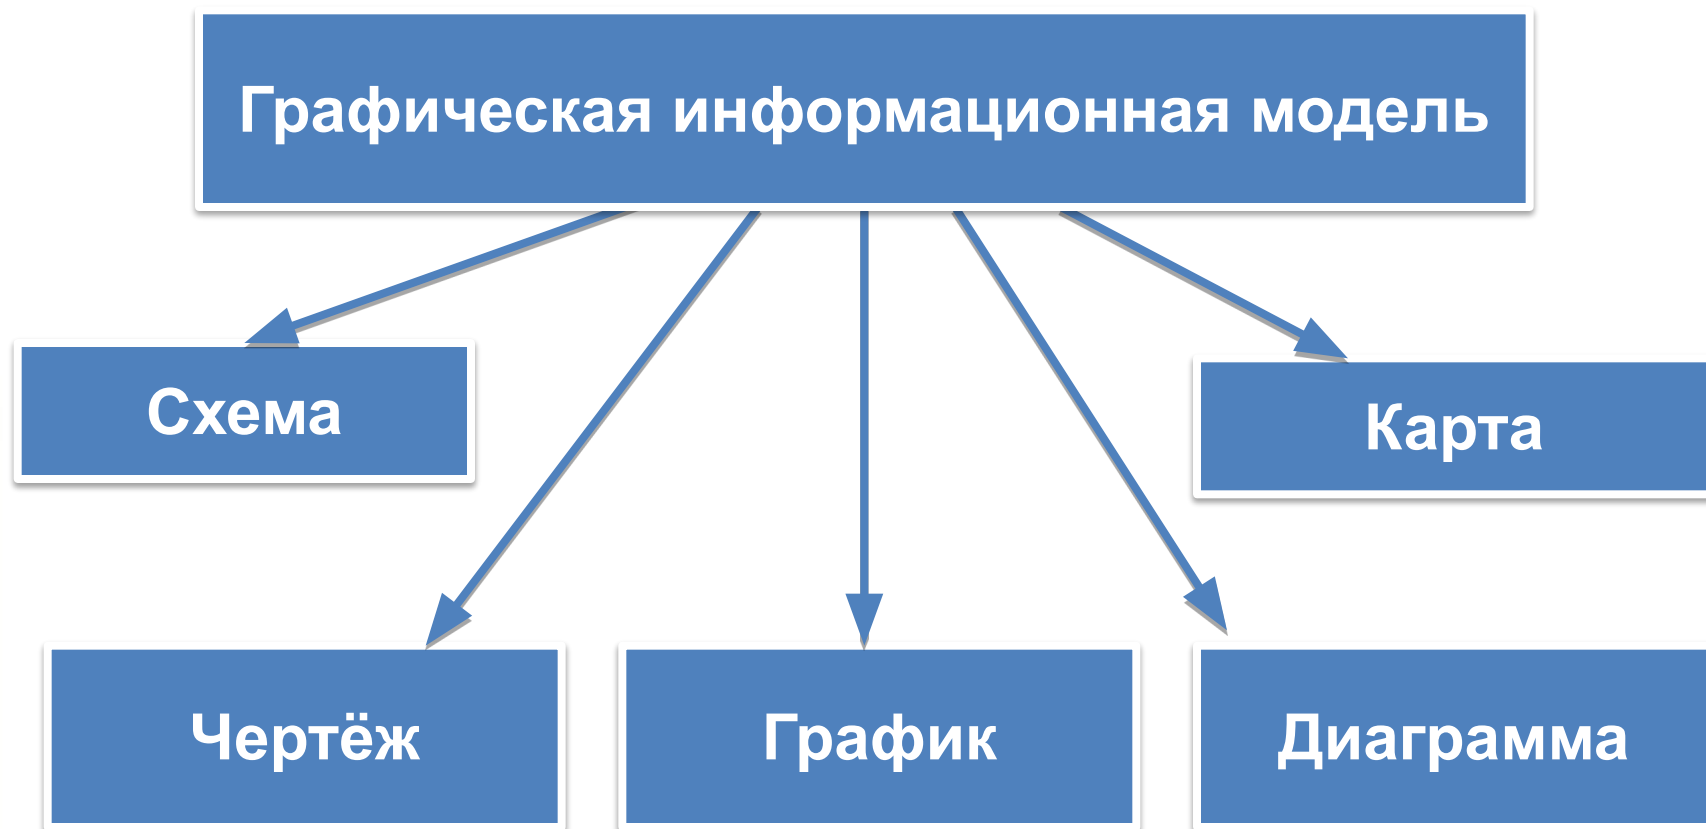 Графическая информационная модель
Схема
Карта
Чертёж
График
Диаграмма